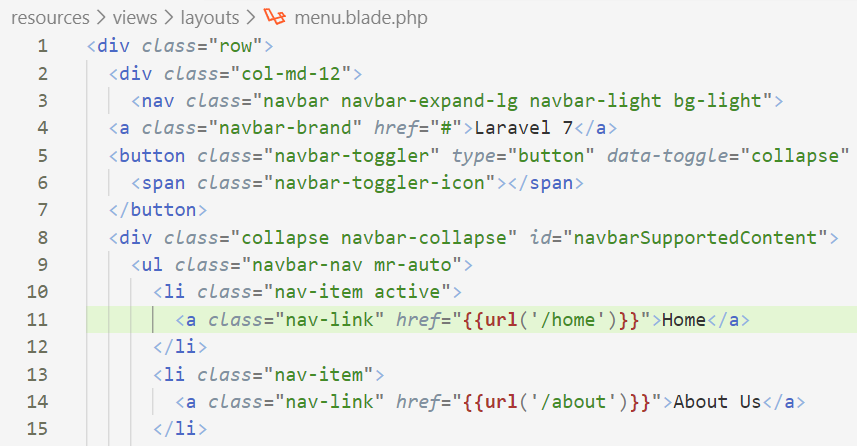 resources > views > layouts > menu.blade.php
1 <div class="row">
2 <div class="col-md-12">
3 <nav class="navbar navbar-expand-lg navbar-light bg-light">
4 <a class="navbar-brand" href="#">Laravel 7</a>
5 <button class="navbar-toggler" type="button" data-toggle="collapse"
6 <span class="navbar-toggler-icon"></span>
7 </button>
8 <div class="collapse navbar-collapse" id="navbarSupportedContent">
9 <ul class="navbar-nav mr-auto">
10 <li class="nav-item active">
11 <a class="nav-link" href="{{url('/home')}}">Home</a>
12 </li>
13 <li class="nav-item">
14 <a class="nav-link" href="{{url('/about')}}">About Us</a>
15 </li>